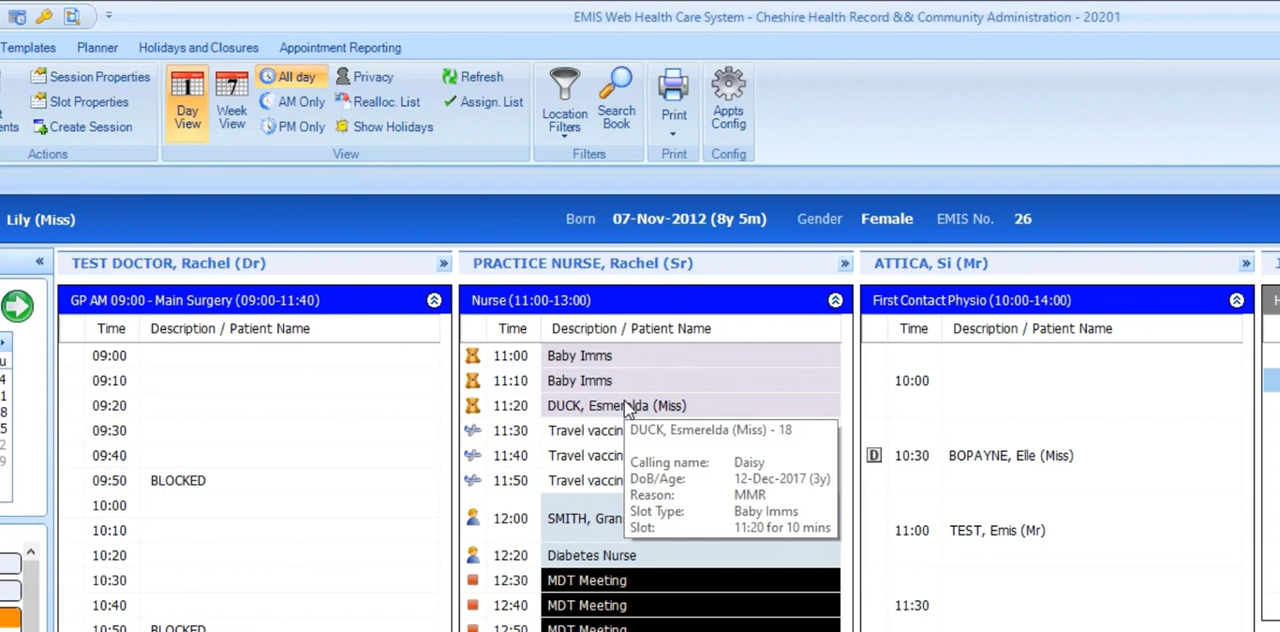 EMIS Web Health Care System - Cheshire Health Record && Community Administration - 20201
Templates Planner Holidays and Closures Appointment Reporting
Session Properties
Slot Properties
Create Session
Actions
Day View
Week View
All day
AM Only
PM Only
Privacy
Realloc. List
Show Holidays
Refresh
Assign. List
View
Location Filters
Search Book
Filters
Print
Print
Appts Config
Config
Lily (Miss) Born 07-Nov-2012 (8y 5m) Gender Female EMIS No. 26
TEST DOCTOR, Rachel (Dr)
GP AM 09:00 - Main Surgery (09:00-11:40)
Time Description / Patient Name
09:00
09:10
09:20
09:30
09:40
09:50 BLOCKED
10:00
10:10
10:20
10:30
10:40
10:50 BLOCKED
PRACTICE NURSE, Rachel (Sr)
Nurse (11:00-13:00)
Time Description / Patient Name
11:00 Baby Imms
11:10 Baby Imms
11:20 DUCK, Esmerelda (Miss)
11:30 Travel vaccin
11:40 Travel vaccin
11:50 Travel vaccin
12:00 SMITH, Gran
12:20 Diabetes Nurse
12:30 MDT Meeting
12:40 MDT Meeting
12:50 MDT Meeting
DUCK, Esmerelda (Miss) - 18
Calling name: Daisy
DoB/Age: 12-Dec-2017 (3y)
Reason: MMR
Slot Type: Baby Imms
Slot: 11:20 for 10 mins
ATTICA, Si (Mr)
First Contact Physio (10:00-14:00)
Time Description / Patient Name
10:00
D 10:30 BOPAYNE, Elle (Miss)
11:00 TEST, Emis (Mr)
11:30